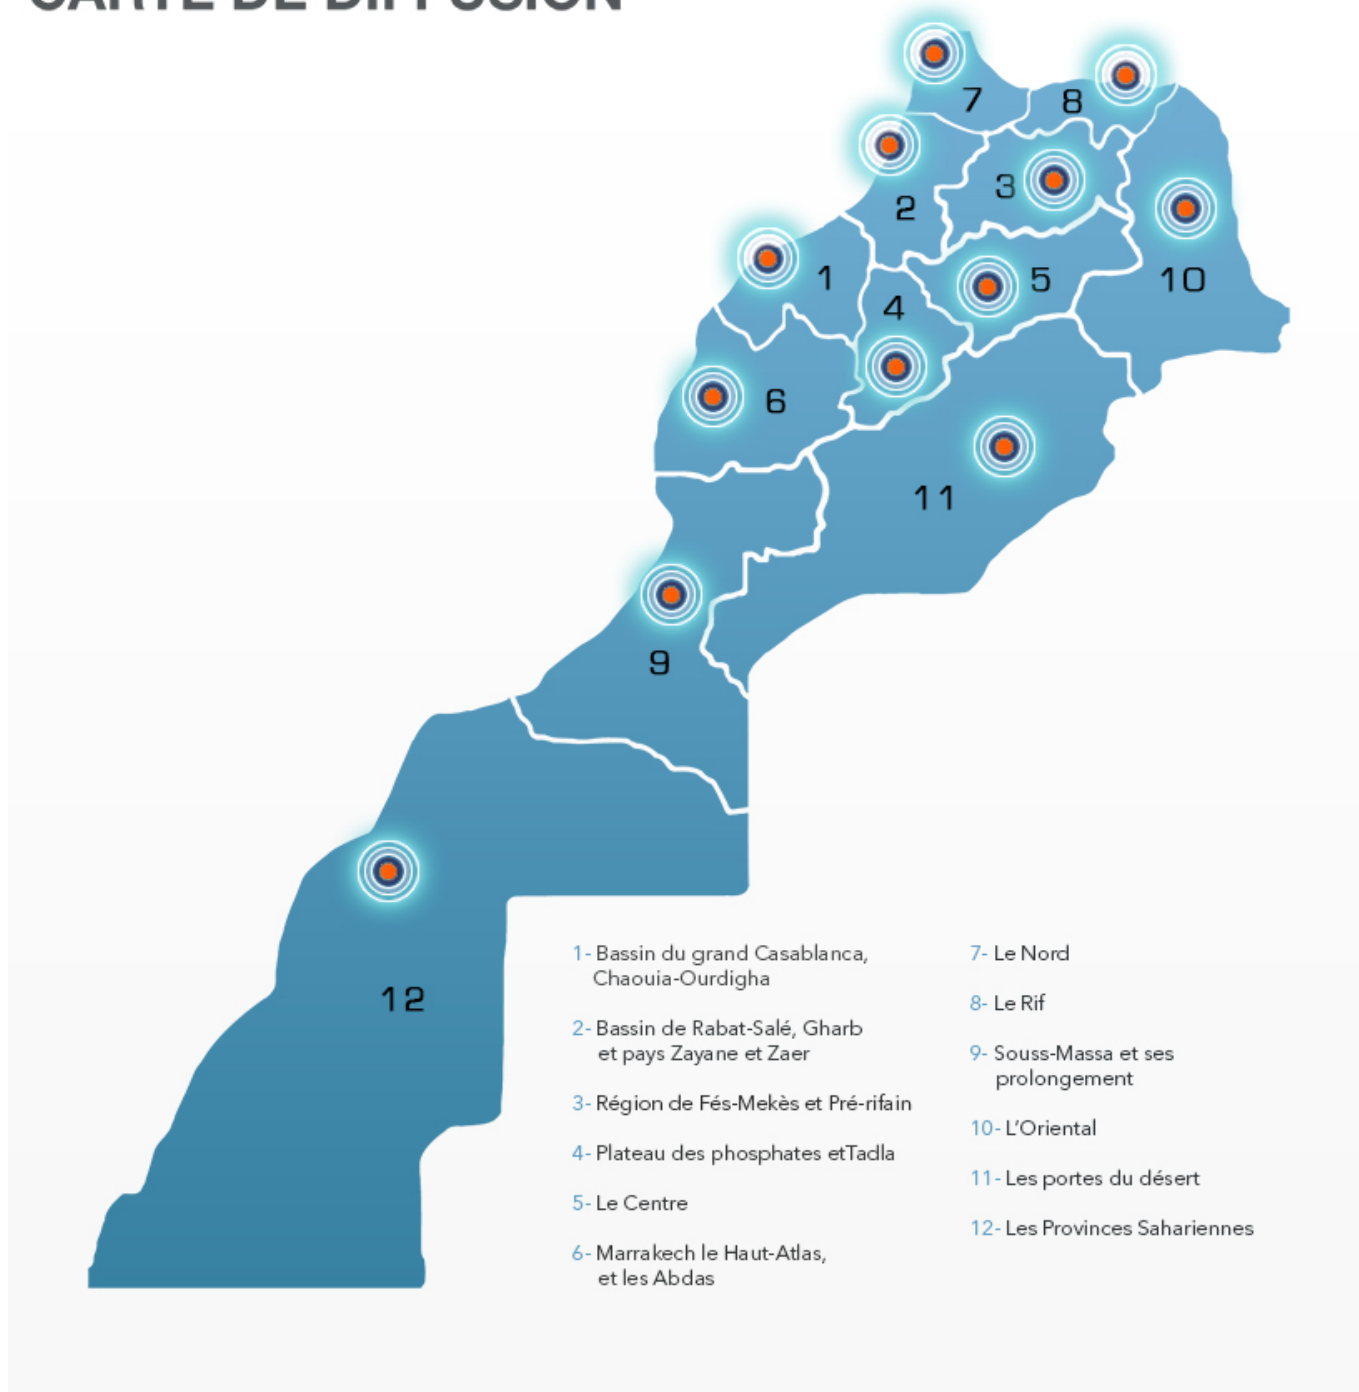 CARTE DE DIFFUSION
7
8
3
2
1
5
10
4
6
11
9
12
1- Bassin du grand Casablanca,
Chaouia-Ourdigha
2- Bassin de Rabat-Salé, Gharb
et pays Zayane et Zaer
3- Région de Fés-Mekès et Pré-rifain
4- Plateau des phosphates etTadla
5- Le Centre
6- Marrakech le Haut-Atlas,
et les Abdas
7- Le Nord
8- Le Rif
9- Souss-Massa et ses
prolongement
10- L'Oriental
11- Les portes du désert
12- Les Provinces Sahariennes